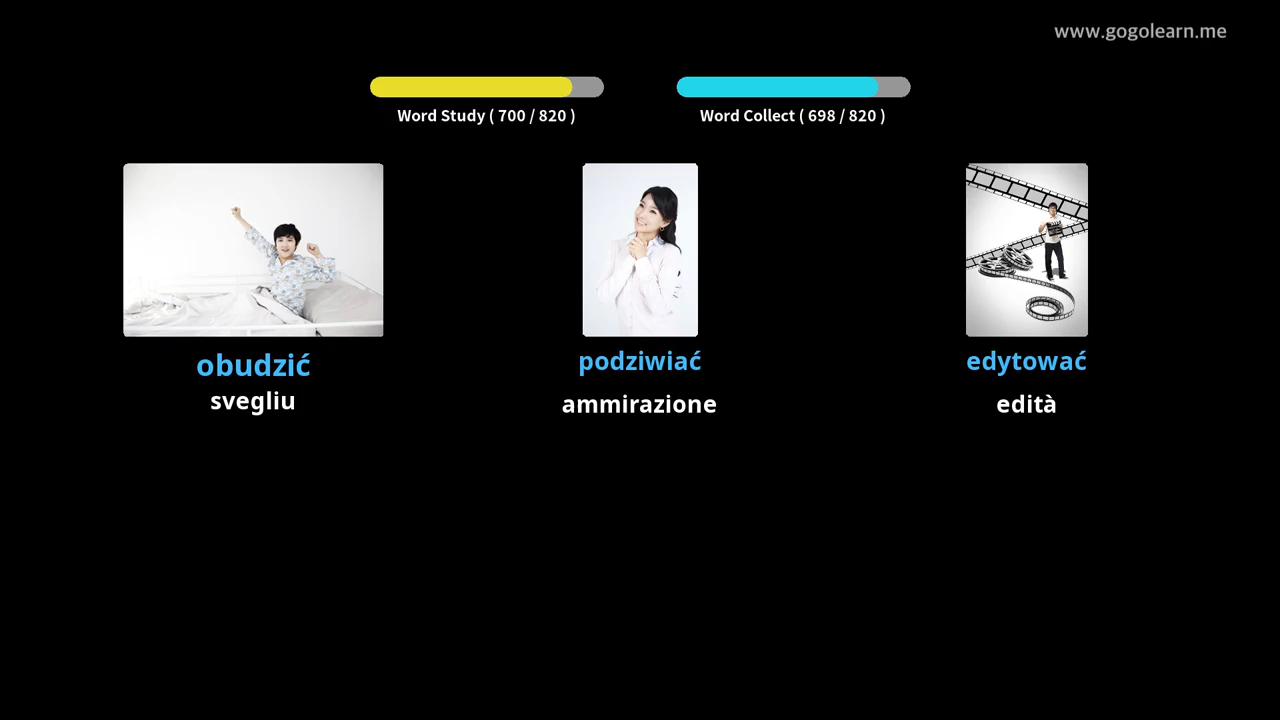 www.gogolearn.me
Word Study ( 700 / 820 )
Word Collect ( 698 / 820 )
obudzić
svegliu
podziwiać
ammirazione
edytować
edità